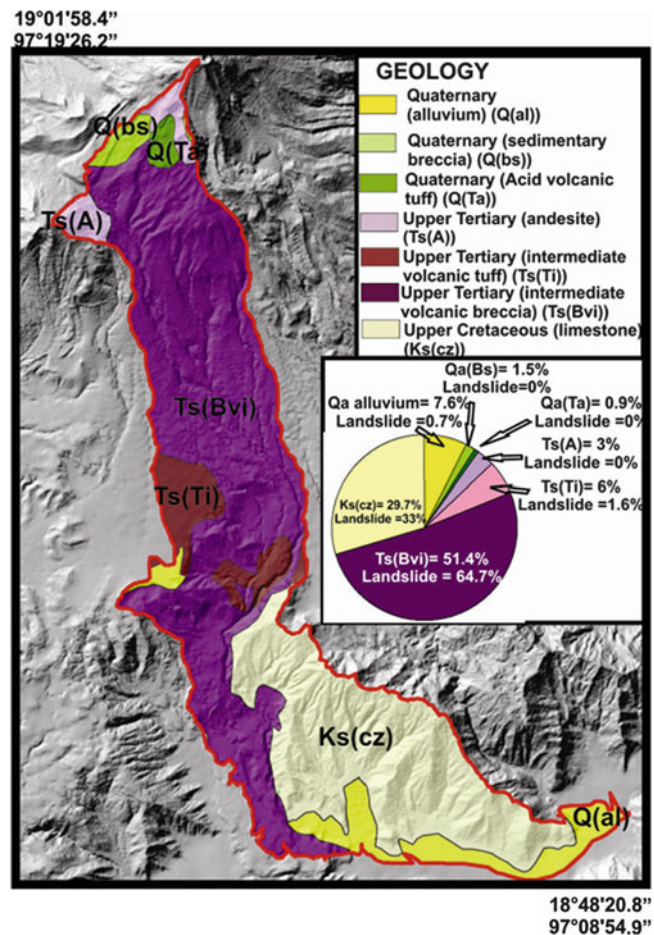 19°01'58.4”
97°19'26.2”
GEOLOGY
Quaternary
(alluvium) (Q(al))
Quaternary (sedimentary
breccia) (Q(bs))
Quaternary (Acid volcanic
tuff) (Q(Ta))
Upper Tertiary (andesite)
(Ts(A))
Upper Tertiary (intermediate
volcanic tuff) (Ts(Ti))
Upper Tertiary (intermediate
volcanic breccia) (Ts(Bvi))
Upper Cretaceous (limestone)
(Ks(cz))
Q(bs)
Q(Ta)
Ts(A)
Ts(Bvi)
Ts(Ti)
Ks(cz)
Q(al)
Qa(Bs)= 1.5%
Landslide=0%
Qa alluvium= 7.6%
Landslide =0.7%
Qa(Ta)= 0.9%
Landslide =0%
Ts(A)= 3%
Landslide =0%
Ts(Ti)= 6%
Landslide =1.6%
Ks(cz)= 29.7%
Landslide =33%
Ts(Bvi)= 51.4%
Landslide = 64.7%
18°48'20.8”
97°08'54.9”